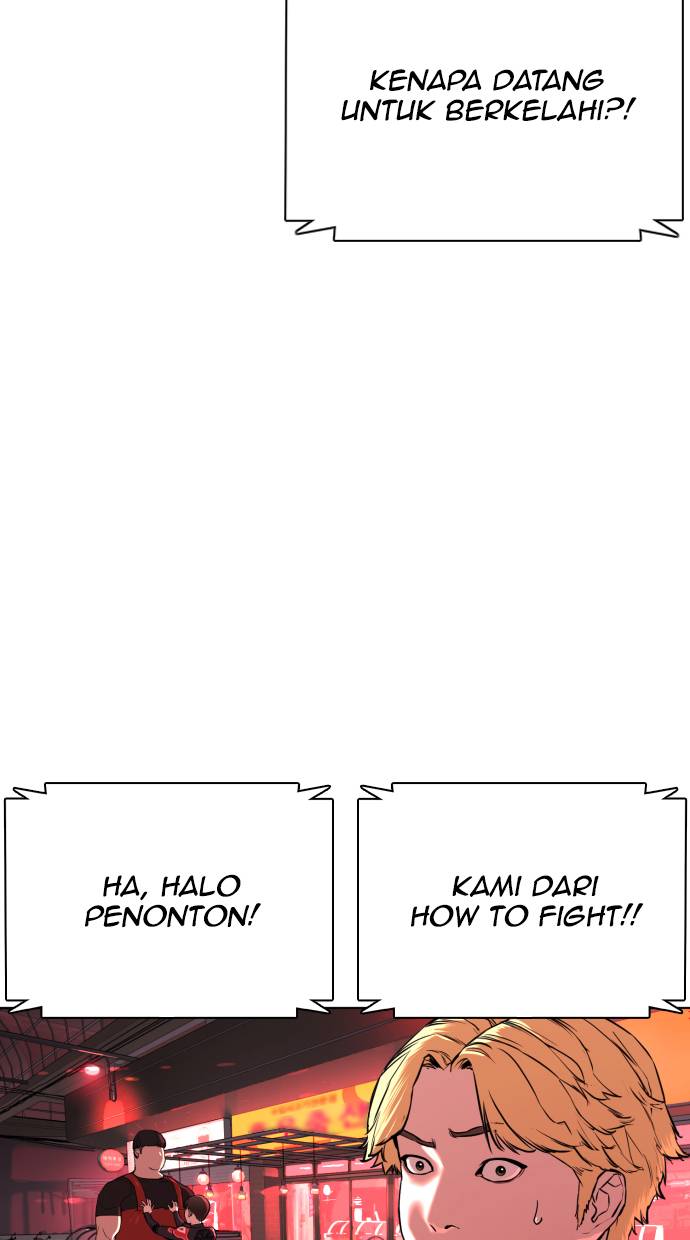 KENAPA DATANG
UNTUK BERKELAHI?!
HA, HALO
PENONTON!
KAMI DARI
HOW TO FIGHT!!